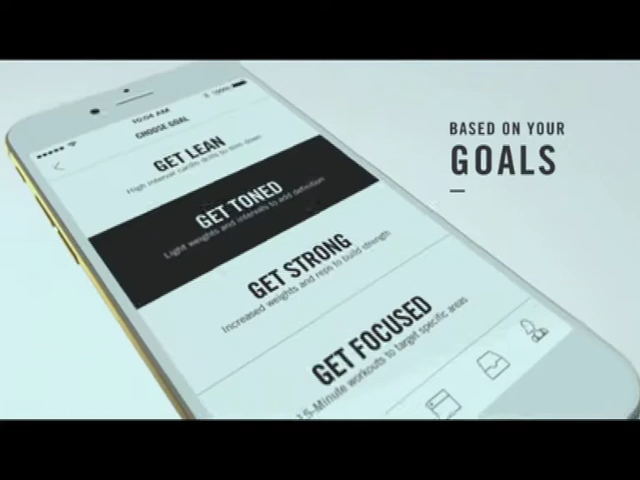 10:04 AM
100%
CHOOSE GOAL
GET LEAN
High interval cardio drills to slim down
GET TONED
Light weights and intervals to add definition
GET STRONG
Increased weights and reps to build strength
GET FOCUSED
15-Minute workouts to target specific areas
BASED ON YOUR
GOALS